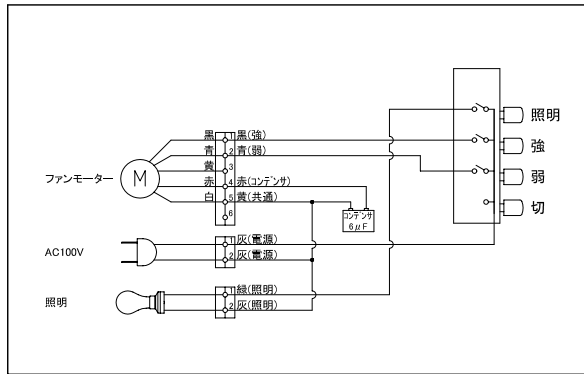 照明
強
弱
切
ファンモーター
M
黒 1 黒(強)
青 2 青(弱)
黄 3
赤 4 赤(コンデンサ)
白 5 黄(共通)
6
コンデンサ
6μF
AC100V
1 灰(電源)
2 灰(電源)
照明
1 緑(照明)
2 灰(照明)